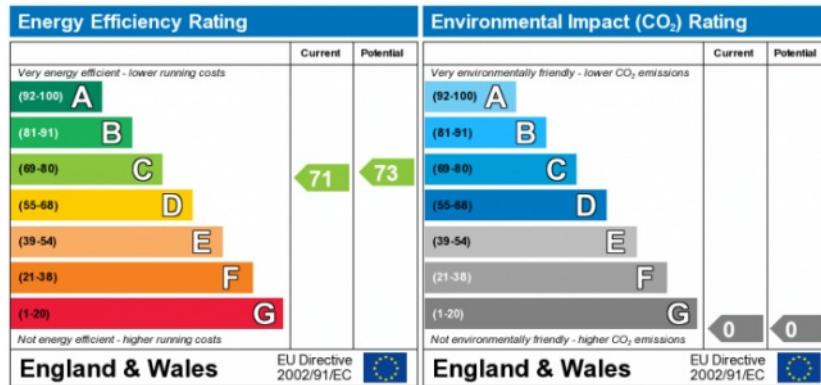 Energy Efficiency Rating
Current Potential
Very energy efficient - lower running costs
(92-100) A
(81-91) B
(69-80) C
(55-68) D
(39-54) E
(21-38) F
(1-20) G
71 73
Not energy efficient - higher running costs
England & Wales
EU Directive
2002/91/EC
Environmental Impact (CO₂) Rating
Current Potential
Very environmentally friendly - lower CO₂ emissions
(92-100) A
(81-91) B
(69-80) C
(55-68) D
(39-54) E
(21-38) F
(1-20) G
0 0
Not environmentally friendly - higher CO₂ emissions
England & Wales
EU Directive
2002/91/EC